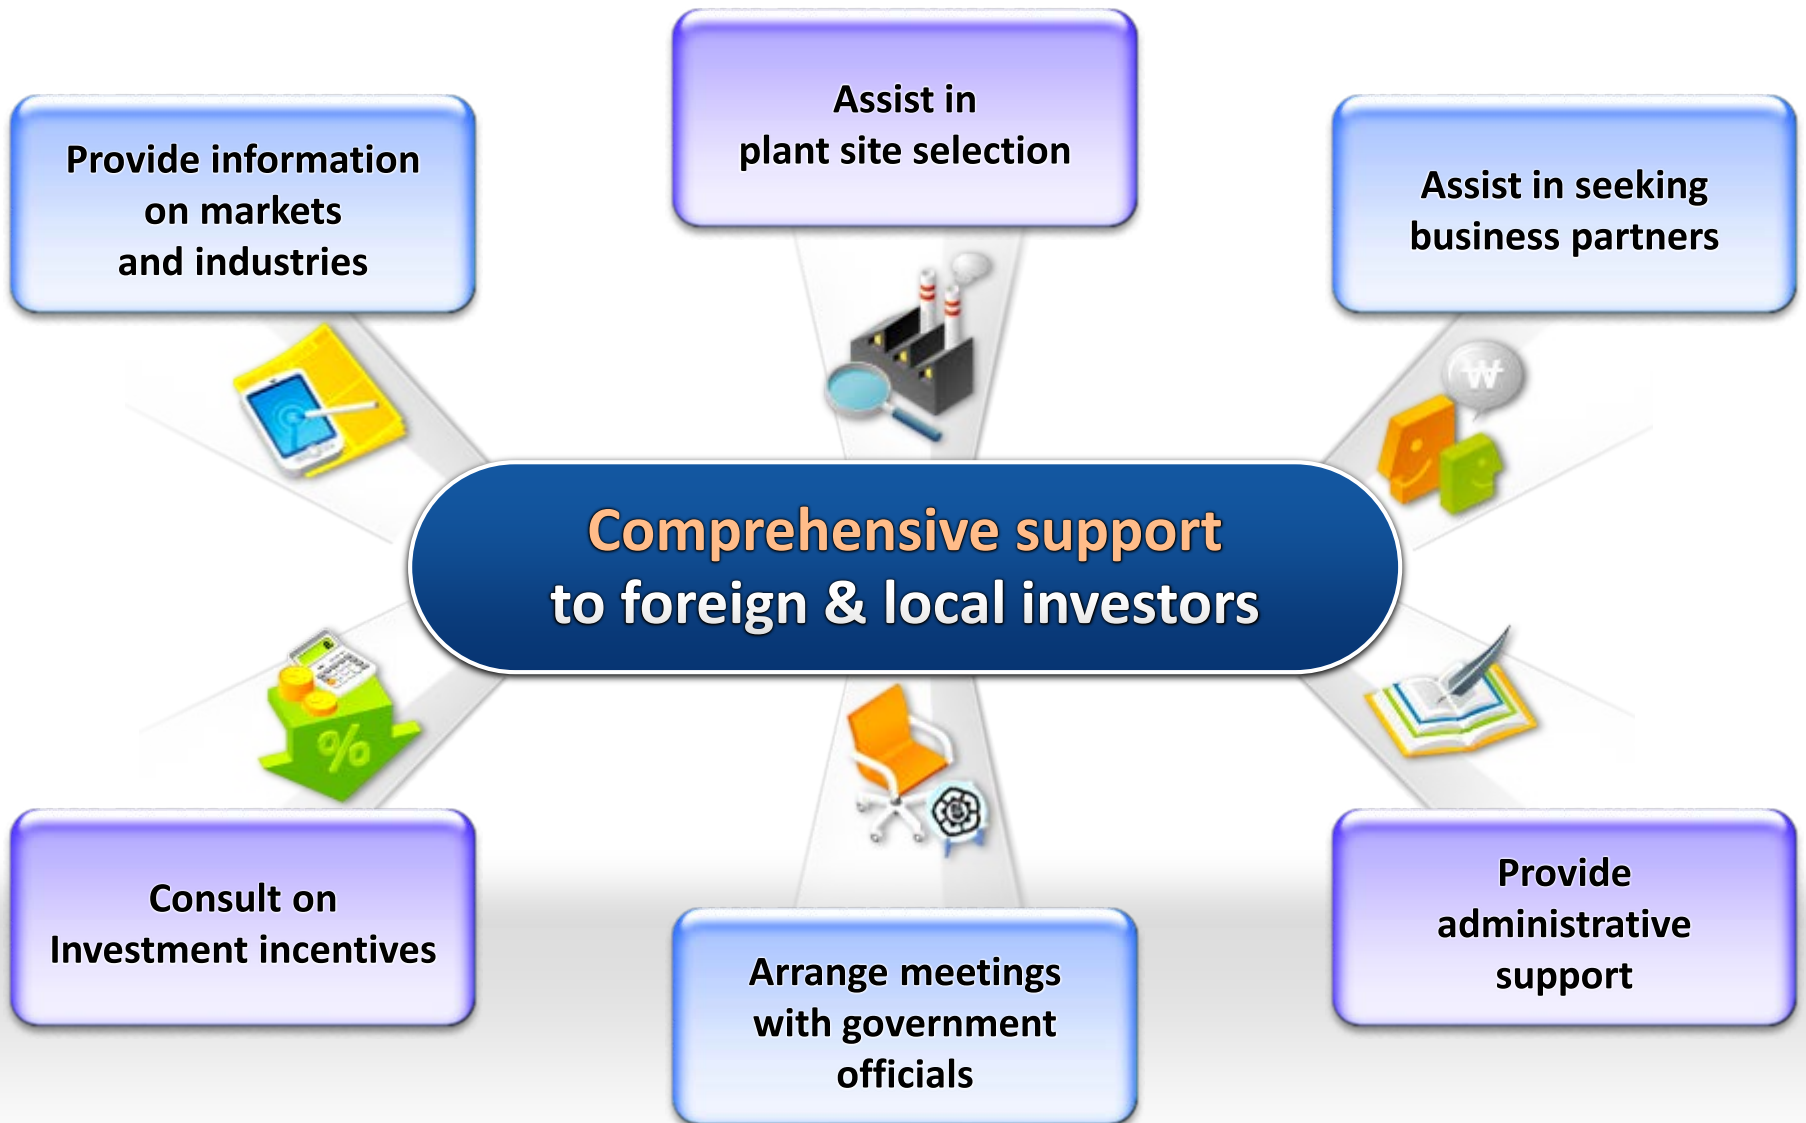 Assist in
plant site selection
Provide information
on markets
and industries
Assist in seeking
business partners
₩
Comprehensive support
to foreign & local investors
%
Consult on
Investment incentives
Arrange meetings
with government
officials
Provide
administrative
support